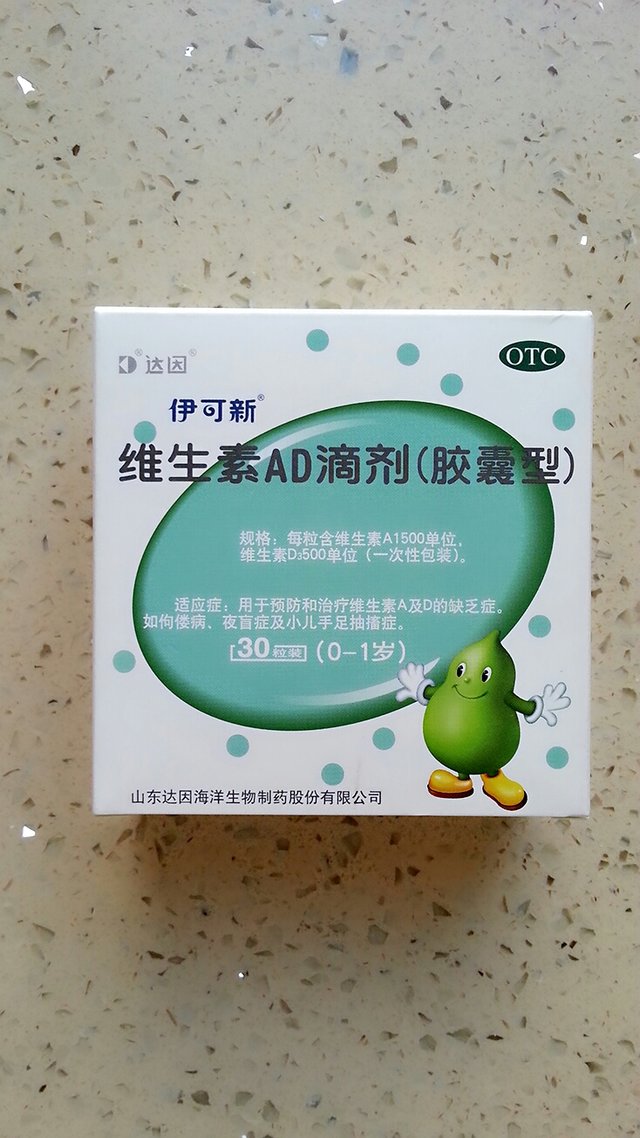 达因®
OTC
伊可新®
维生素AD滴剂(胶囊型)
规格：每粒含维生素A1500单位，
维生素D₃500单位（一次性包装）。
适应症：用于预防和治疗维生素A及D的缺乏症。
如佝偻病、夜盲症及小儿手足抽搐症。
[30粒装] (0-1岁)
山东达因海洋生物制药股份有限公司